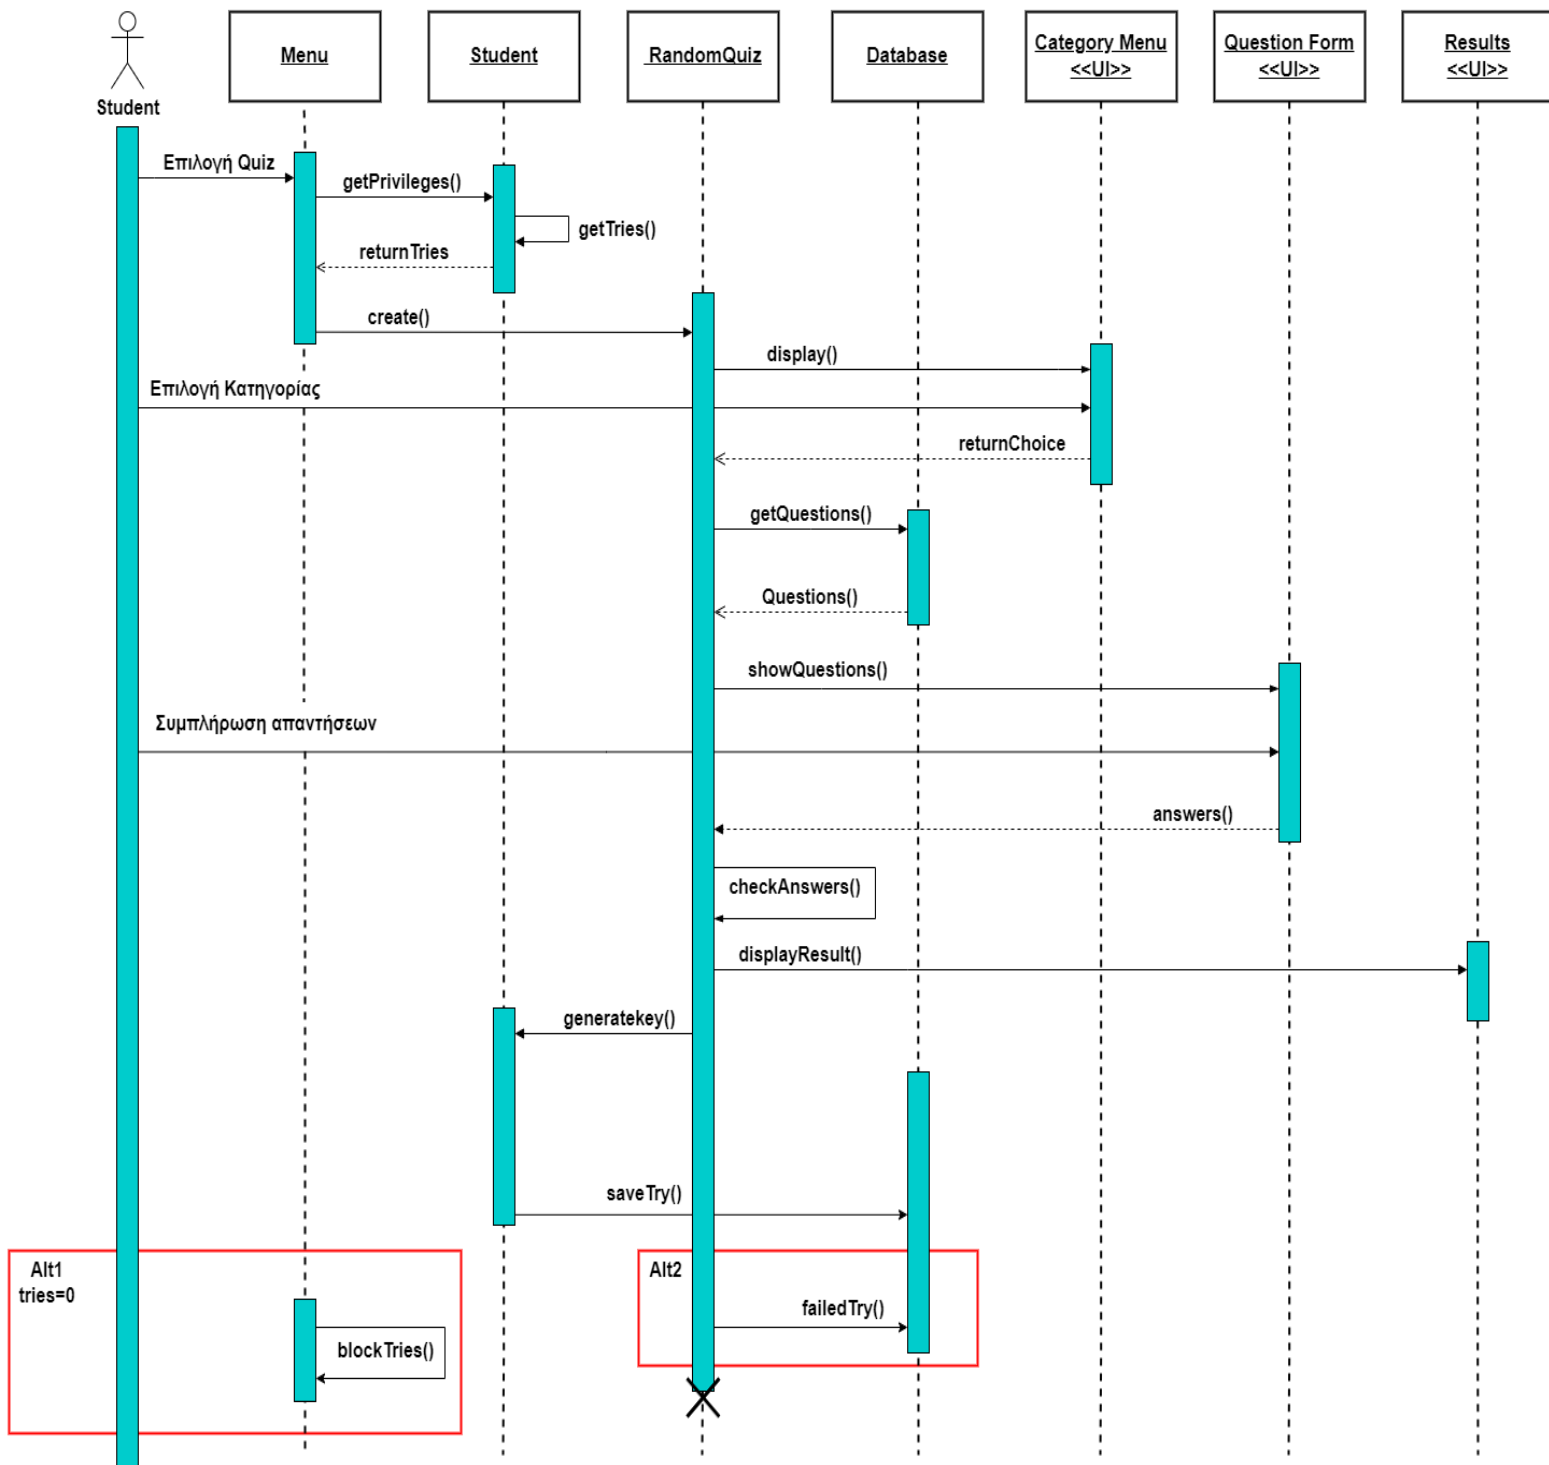 Student
Menu
Student
RandomQuiz
Database
Category Menu
<<UI>>
Question Form
<<UI>>
Results
<<UI>>
Επιλογή Quiz
getPrivileges()
getTries()
returnTries
create()
display()
Επιλογή Κατηγορίας
returnChoice
getQuestions()
Questions()
showQuestions()
Συμπλήρωση απαντήσεων
answers()
checkAnswers()
displayResult()
generatekey()
saveTry()
Alt1
tries=0
Alt2
failedTry()
blockTries()